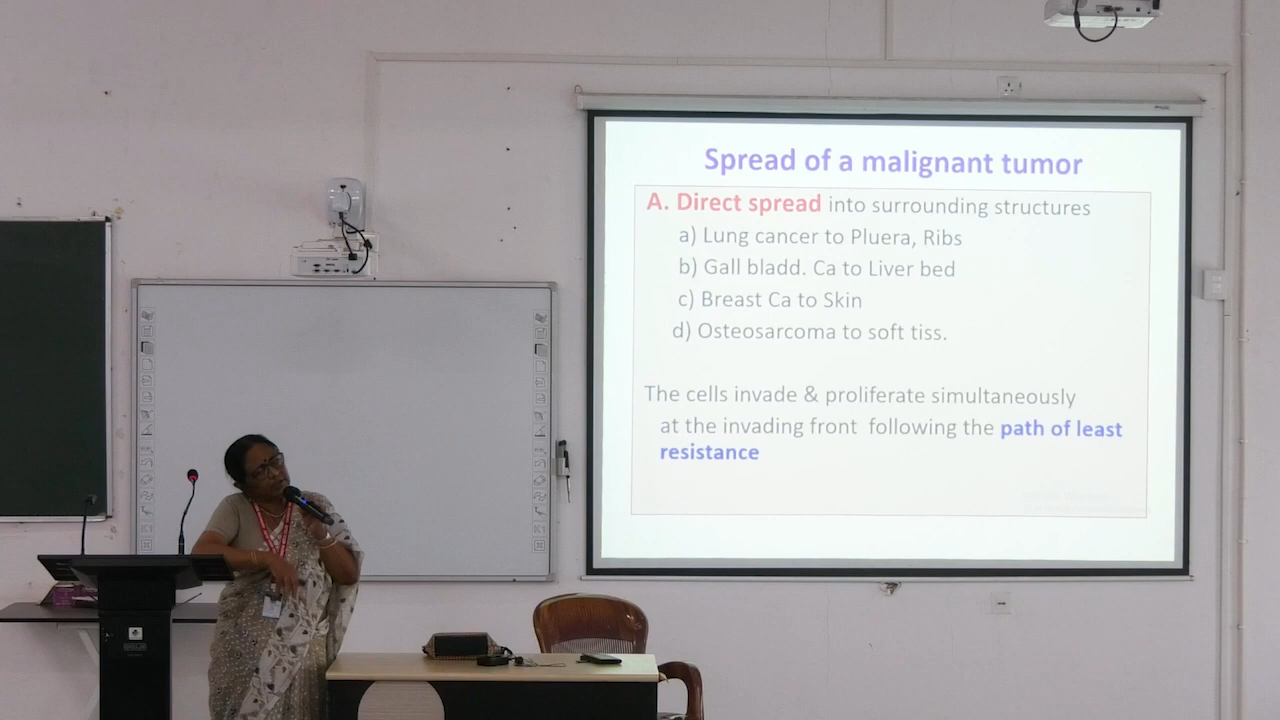 Spread of a malignant tumor
A. Direct spread into surrounding structures
a) Lung cancer to Pluera, Ribs
b) Gall bladd. Ca to Liver bed
c) Breast Ca to Skin
d) Osteosarcoma to soft tiss.
The cells invade & proliferate simultaneously
at the invading front following the path of least
resistance